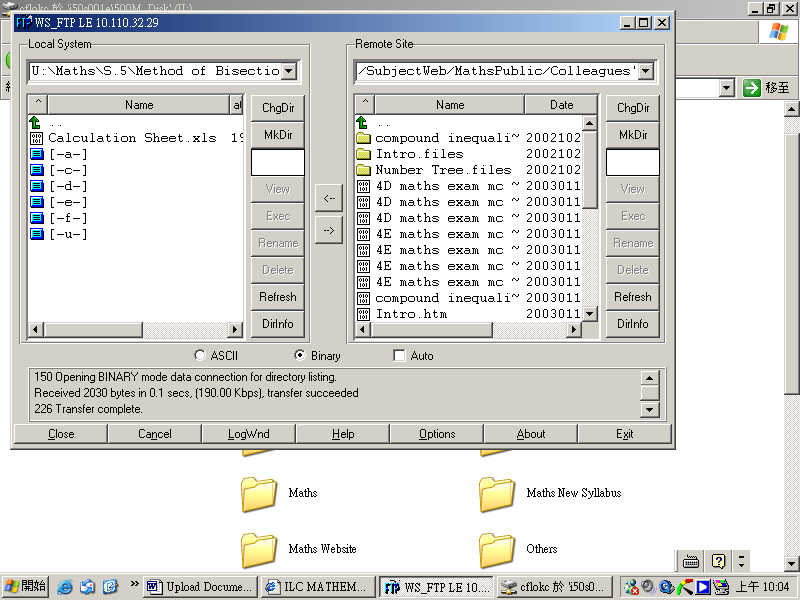 cflokc 於 'i50s001e\500M_Disk' (U:)
WS_FTP LE 10.110.32.29
Local System
Remote Site
U:\Maths\S.5\Method of Bisectio
/SubjectWeb/MathsPublic/Colleagues'
移至
^ Name
^ Name Date
ChgDir
MkDir
View
Exec
Rename
Delete
Refresh
DirInfo
..
Calculation Sheet.xls 19
[-a-]
[-c-]
[-d-]
[-e-]
[-f-]
[-u-]
<--
-->
..
compound inequali~ 2002102
Intro.files 2002102
Number Tree.files 2002102
4D maths exam mc ~ 2003011
4D maths exam mc ~ 2003011
4D maths exam mc ~ 2003011
4E maths exam mc ~ 2003011
4E maths exam mc ~ 2003011
4E maths exam mc ~ 2003011
4E maths exam mc ~ 2003011
compound inequali~ 2003011
Intro.htm 2003011
ChgDir
MkDir
View
Exec
Rename
Delete
Refresh
DirInfo
ASCII Binary Auto
150 Opening BINARY mode data connection for directory listing.
Received 2030 bytes in 0.1 secs, (190.00 Kbps), transfer succeeded
226 Transfer complete.
Close Cancel LogWnd Help Options About Exit
Maths Maths New Syllabus
Maths Website Others
開始 » Upload Docume... ILC MATHEM... WS_FTP LE 10.... cflokc 於 'i50s0... 上午 10:04